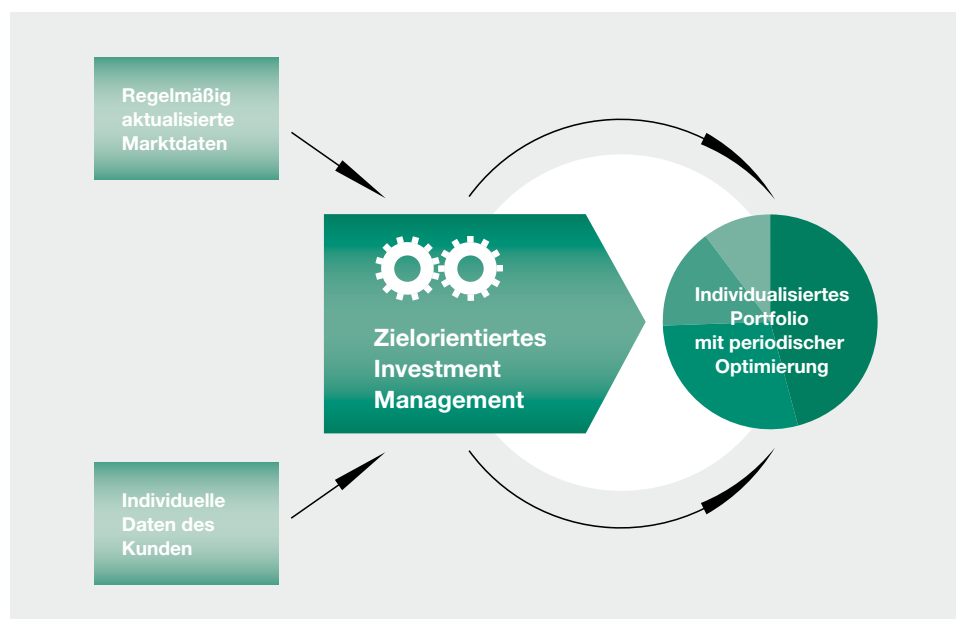 Regelmäßig
aktualisierte
Marktdaten
Zielorientiertes
Investment
Management
Individualisiertes
Portfolio
mit periodischer
Optimierung
Individuelle
Daten des
Kunden